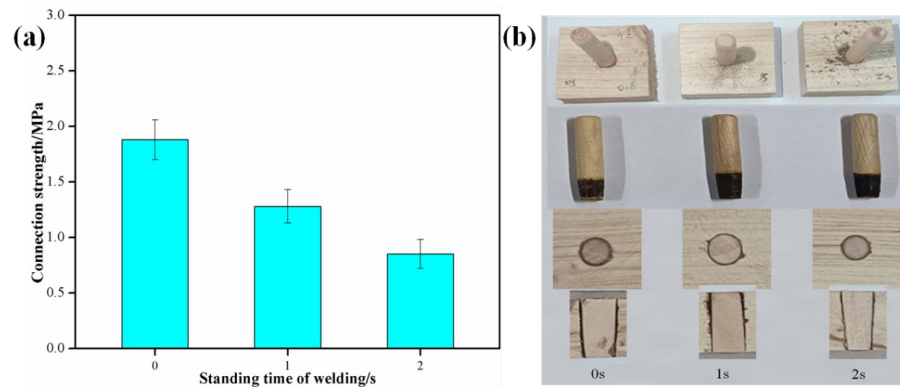 (a)
3.0
2.5
2.0
1.5
1.0
0.5
0.0
Connection strength/MPa
0
1
2
Standing time of welding/s
(b)
0s
1s
2s